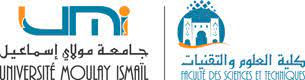 umi
جامعة مولاي إسماعيل
UNIVERSITÉ MOULAY ISMAÏL
كلية العلوم والتقنيات
FACULTÉ DES SCIENCES ET TECHNIQUES